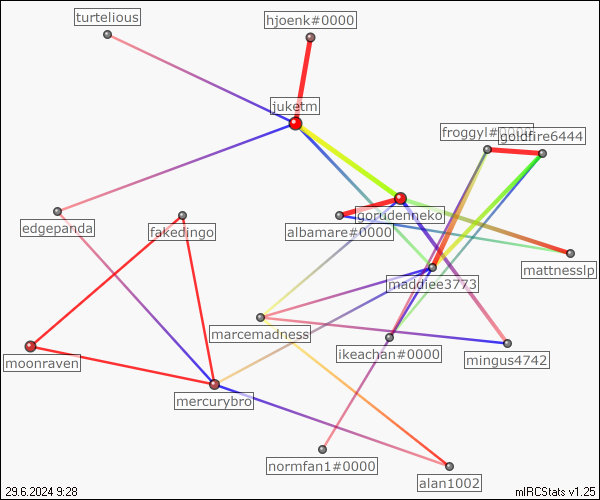 turtelious
hjoenk#0000
juketm
froggyl#0000
goldfire6444
edgepanda
fakedingo
albamare#0000
gorudenneko
mattnesslp
maddiee3773
marcemadness
ikeachan#0000
mingus4742
moonraven
mercurybro
normfan1#0000
alan1002
29.6.2024 9:28
mIRCStats v1.25